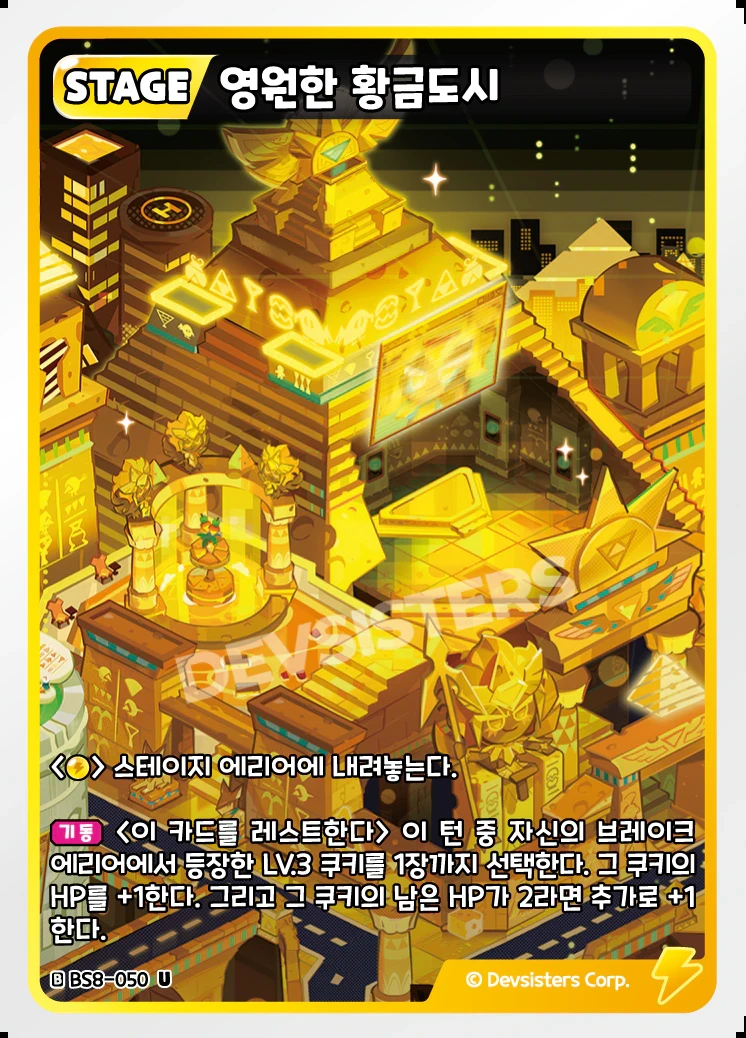 STAGE 영원한 황금도시
H
DEVSISTERS
< > 스테이지 에리어에 내려놓는다.
기동 <이 카드를 레스트한다> 이 턴 중 자신의 브레이크
에리어에서 등장한 LV.3 쿠키를 1장까지 선택한다. 그 쿠키의
HP를 +1한다. 그리고 그 쿠키의 남은 HP가 2라면 추가로 +1
한다.
B BS8-050 U
© Devsisters Corp.